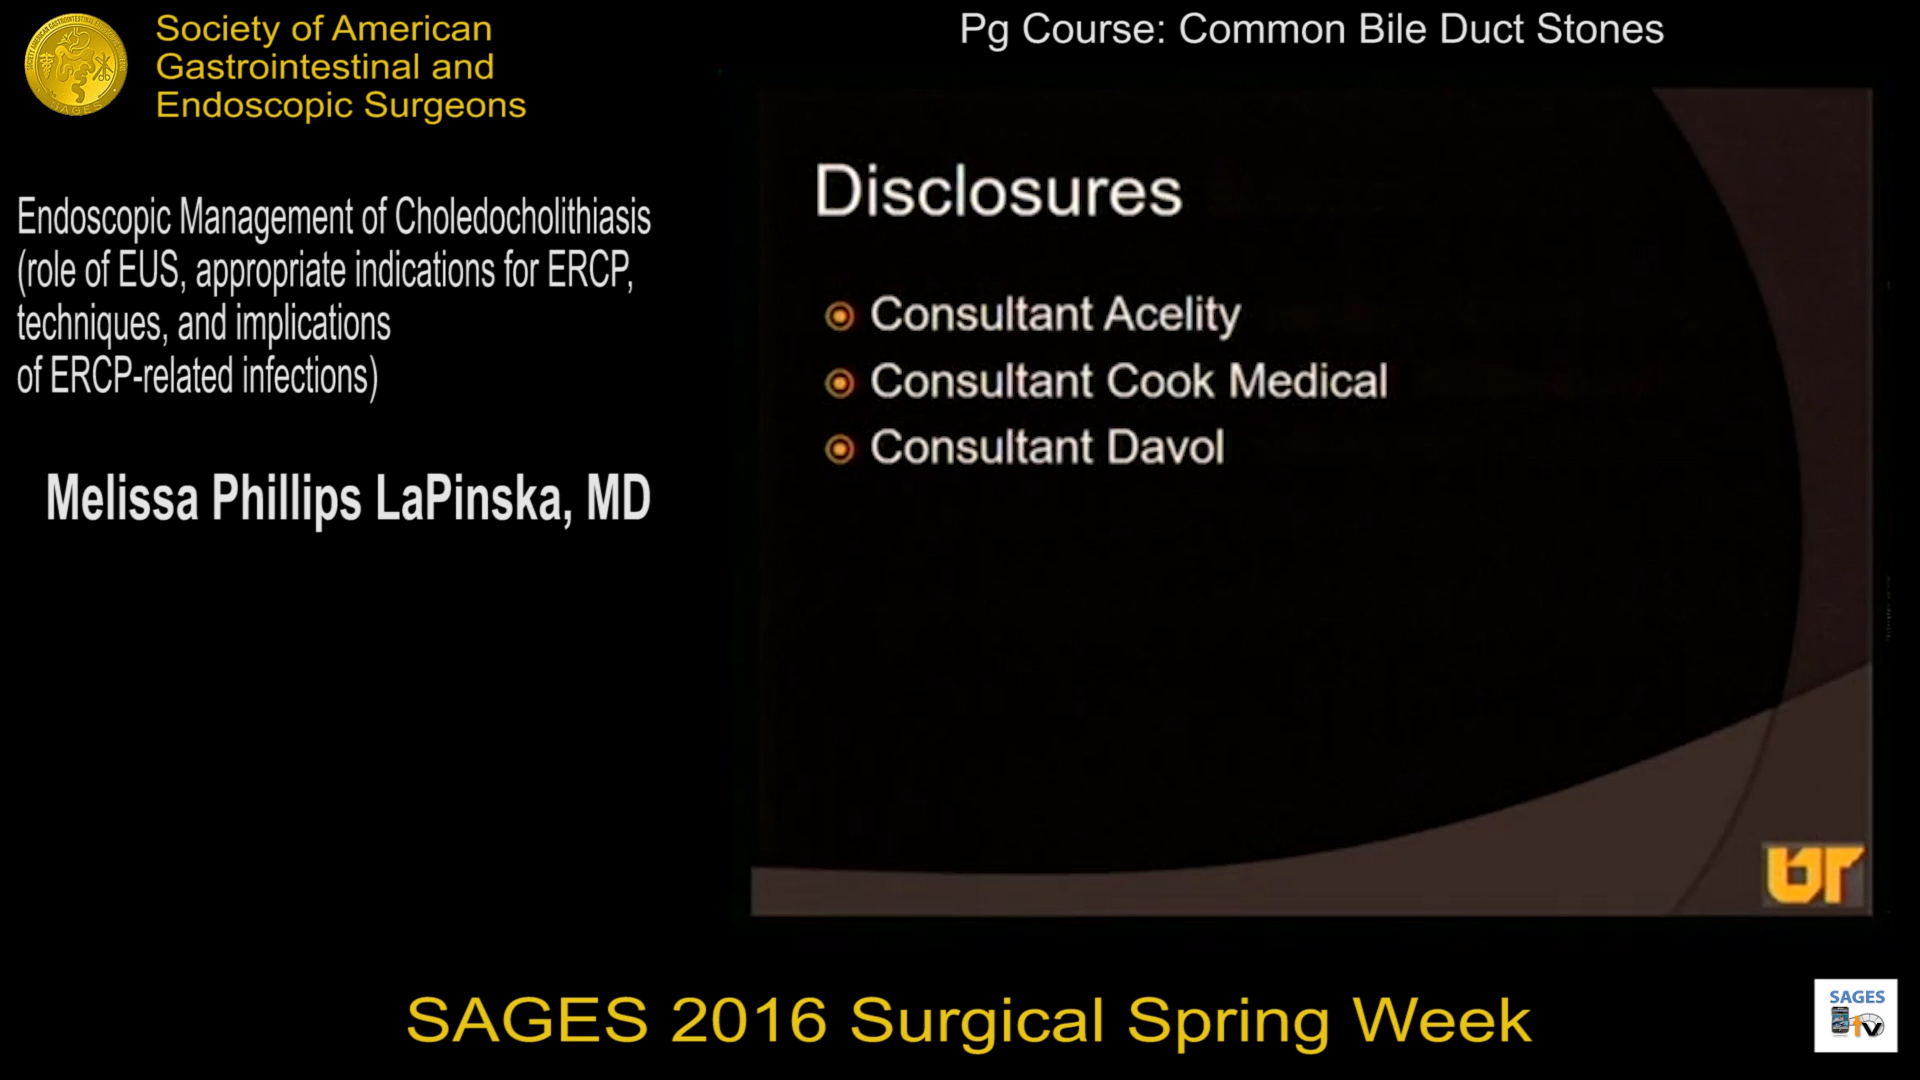 Society of American
Gastrointestinal and
Endoscopic Surgeons
Pg Course: Common Bile Duct Stones
Endoscopic Management of Choledocholithiasis
(role of EUS, appropriate indications for ERCP,
techniques, and implications
of ERCP-related infections)
Melissa Phillips LaPinska, MD
Disclosures
Consultant Acelity
Consultant Cook Medical
Consultant Davol
UT
SAGES 2016 Surgical Spring Week
SAGES
tv